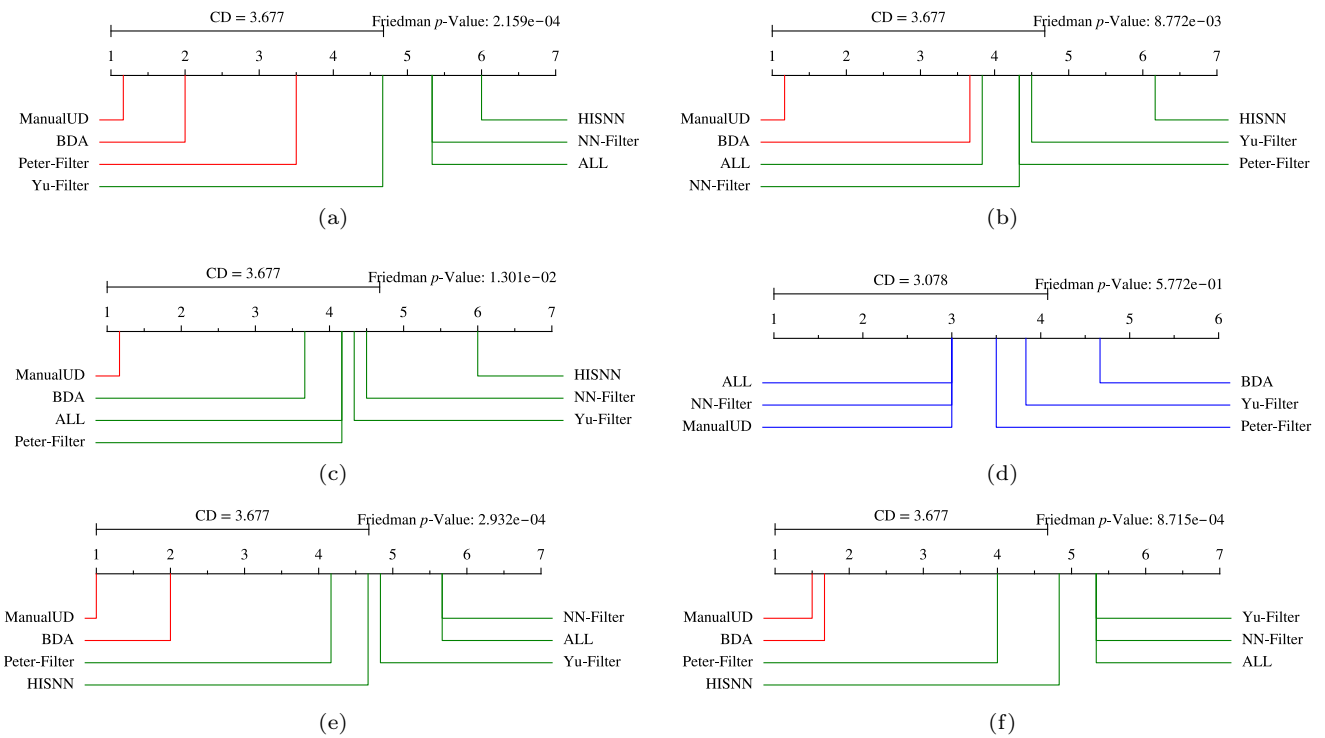 CD = 3.677 Friedman p-Value: 2.159e−04
1 2 3 4 5 6 7
ManualUD HISNN
BDA NN-Filter
Peter-Filter ALL
Yu-Filter
(a)
CD = 3.677 Friedman p-Value: 8.772e−03
1 2 3 4 5 6 7
ManualUD HISNN
BDA Yu-Filter
ALL Peter-Filter
NN-Filter
(b)
CD = 3.677 Friedman p-Value: 1.301e−02
1 2 3 4 5 6 7
ManualUD HISNN
BDA NN-Filter
ALL Yu-Filter
Peter-Filter
(c)
CD = 3.078 Friedman p-Value: 5.772e−01
1 2 3 4 5 6
ALL BDA
NN-Filter Yu-Filter
ManualUD Peter-Filter
(d)
CD = 3.677 Friedman p-Value: 2.932e−04
1 2 3 4 5 6 7
ManualUD NN-Filter
BDA ALL
Peter-Filter Yu-Filter
HISNN
(e)
CD = 3.677 Friedman p-Value: 8.715e−04
1 2 3 4 5 6 7
ManualUD Yu-Filter
BDA NN-Filter
Peter-Filter ALL
HISNN
(f)